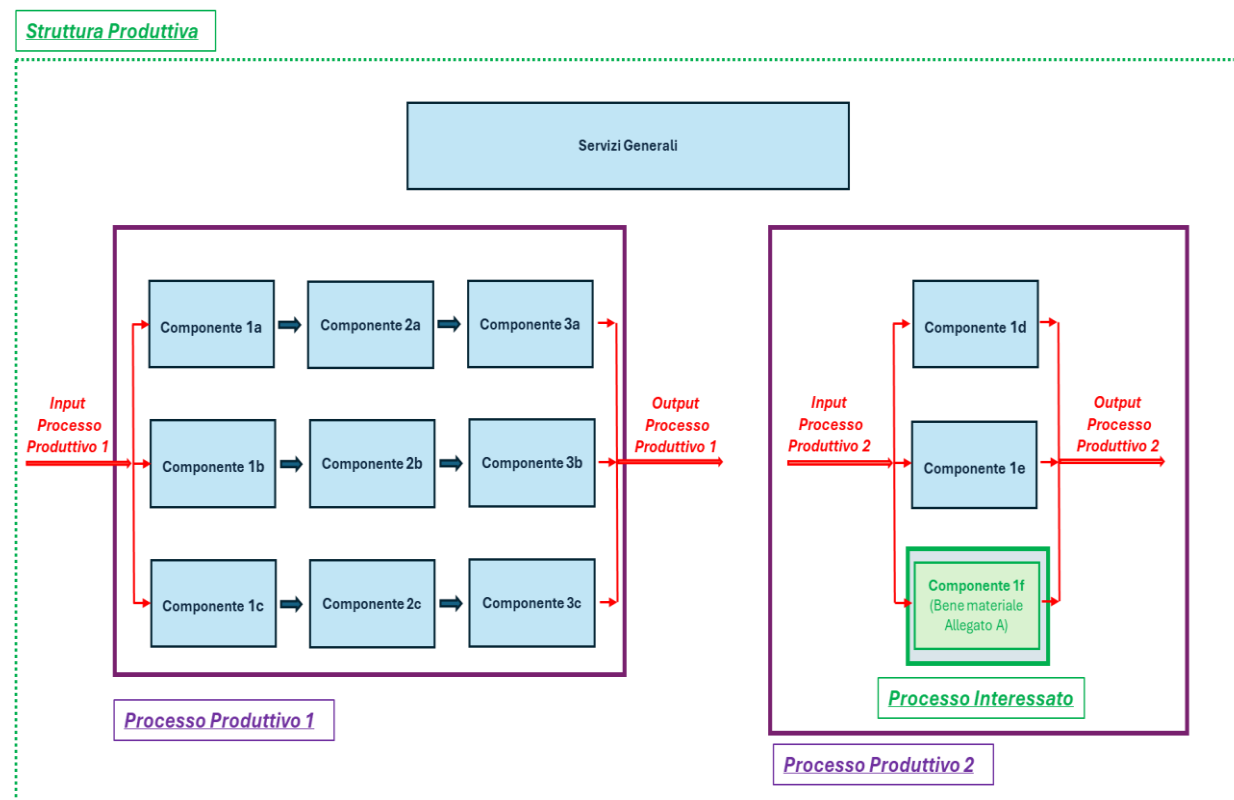 Struttura Produttiva
Servizi Generali
Componente 1a
Componente 2a
Componente 3a
Input
Processo
Produttivo 1
Componente 1b
Componente 2b
Componente 3b
Output
Processo
Produttivo 1
Componente 1c
Componente 2c
Componente 3c
Processo Produttivo 1
Componente 1d
Input
Processo
Produttivo 2
Componente 1e
Output
Processo
Produttivo 2
Componente 1f
(Bene materiale
Allegato A)
Processo Interessato
Processo Produttivo 2